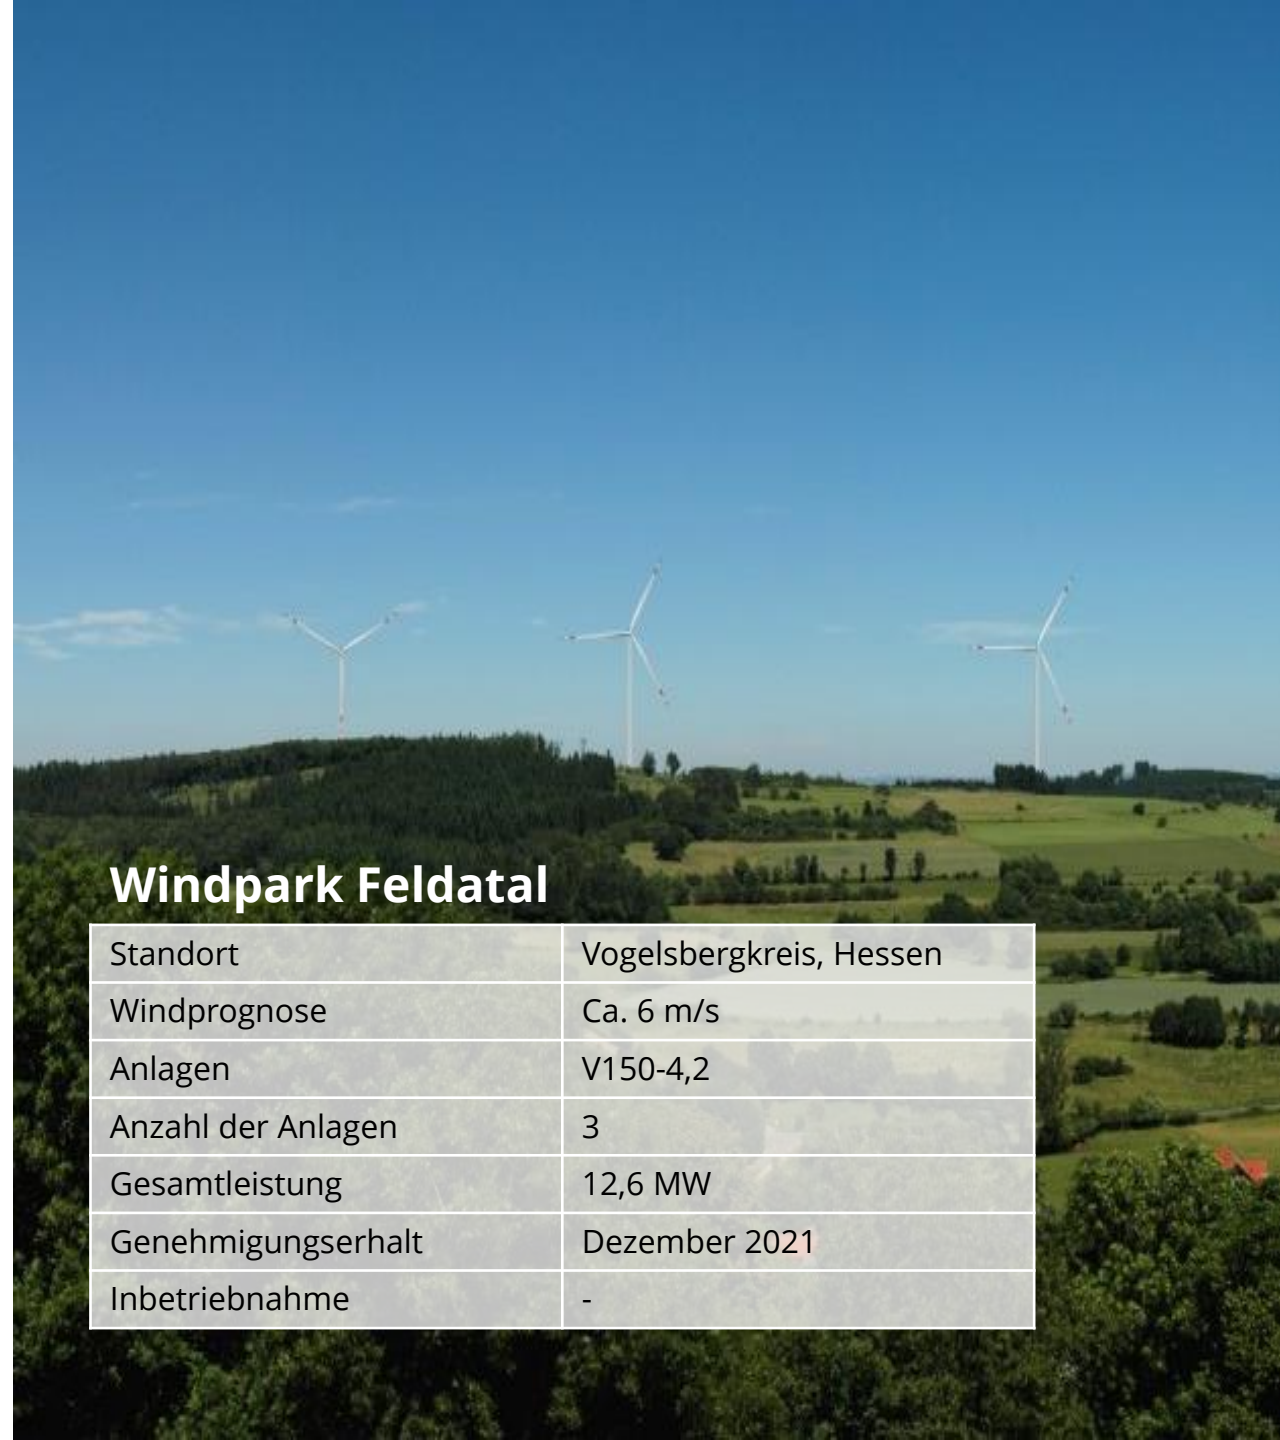 Windpark Feldatal
Standort Vogelsbergkreis, Hessen
Windprognose Ca. 6 m/s
Anlagen V150-4,2
Anzahl der Anlagen 3
Gesamtleistung 12,6 MW
Genehmigungserhalt Dezember 2021
Inbetriebnahme -